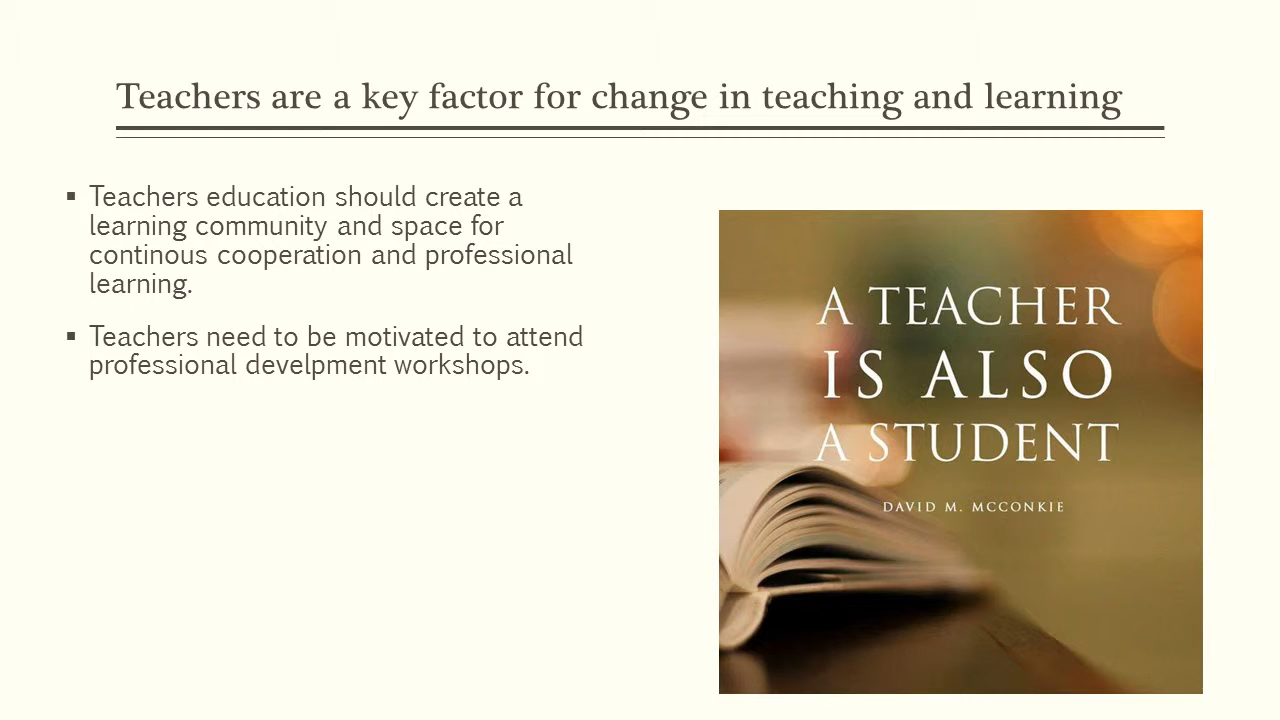 Teachers are a key factor for change in teaching and learning
▪ Teachers education should create a
learning community and space for
continous cooperation and professional
learning.
▪ Teachers need to be motivated to attend
professional develpment workshops.
A TEACHER
IS ALSO
A STUDENT
DAVID M. MCCONKIE